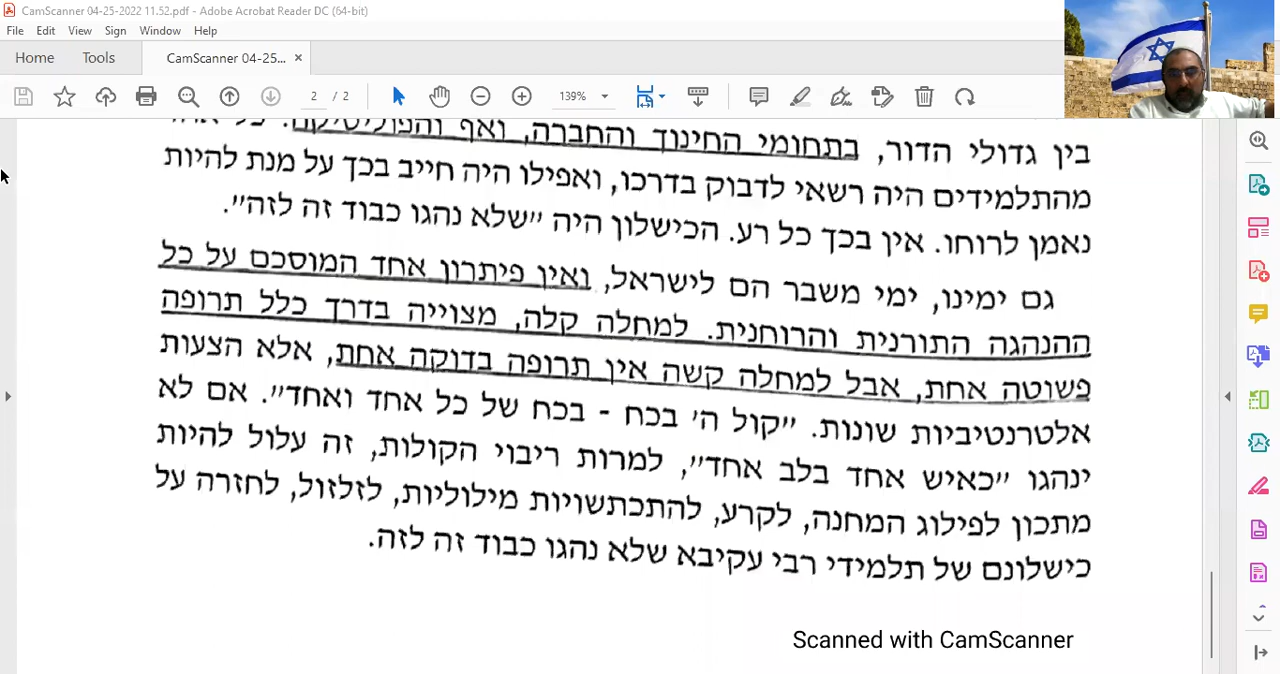 CamScanner 04-25-2022 11.52.pdf - Adobe Acrobat Reader DC (64-bit)
File Edit View Sign Window Help
Home Tools CamScanner 04-25... ×
2 / 2 139%
בין גדולי הדור, בתחומי החינוך והחברה, ואף והפוליטיקה. כל אחד
מהתלמידים היה רשאי לדבוק בדרכו, ואפילו היה חייב בכך על מנת להיות
נאמן לרוחו. אין בכך כל רע. הכישלון היה "שלא נהגו כבוד זה לזה".
גם ימינו, ימי משבר הם לישראל, ואין פיתרון אחד המוסכם על כל
ההנהגה התורנית והרוחנית. למחלה קלה, מצוייה בדרך כלל תרופה
פשוטה אחת, אבל למחלה קשה אין תרופה בדוקה אחת, אלא הצעות
אלטרנטיביות שונות. "קול ה' בכח - בכח של כל אחד ואחד". אם לא
ינהגו "כאיש אחד בלב אחד", למרות ריבוי הקולות, זה עלול להיות
מתכון לפילוג המחנה, לקרע, להתכתשויות מילוליות, לזלזול, לחזרה על
כישלונם של תלמידי רבי עקיבא שלא נהגו כבוד זה לזה.
Scanned with CamScanner